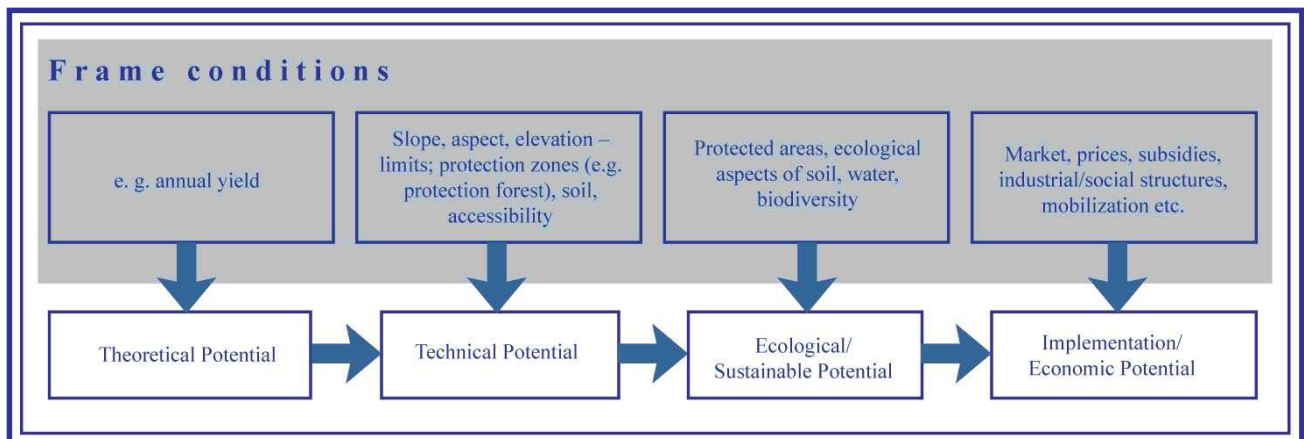 Frame conditions
e. g. annual yield
Slope, aspect, elevation –
limits; protection zones (e.g.
protection forest), soil,
accessibility
Protected areas, ecological
aspects of soil, water,
biodiversity
Market, prices, subsidies,
industrial/social structures,
mobilization etc.
Theoretical Potential
Technical Potential
Ecological/
Sustainable Potential
Implementation/
Economic Potential